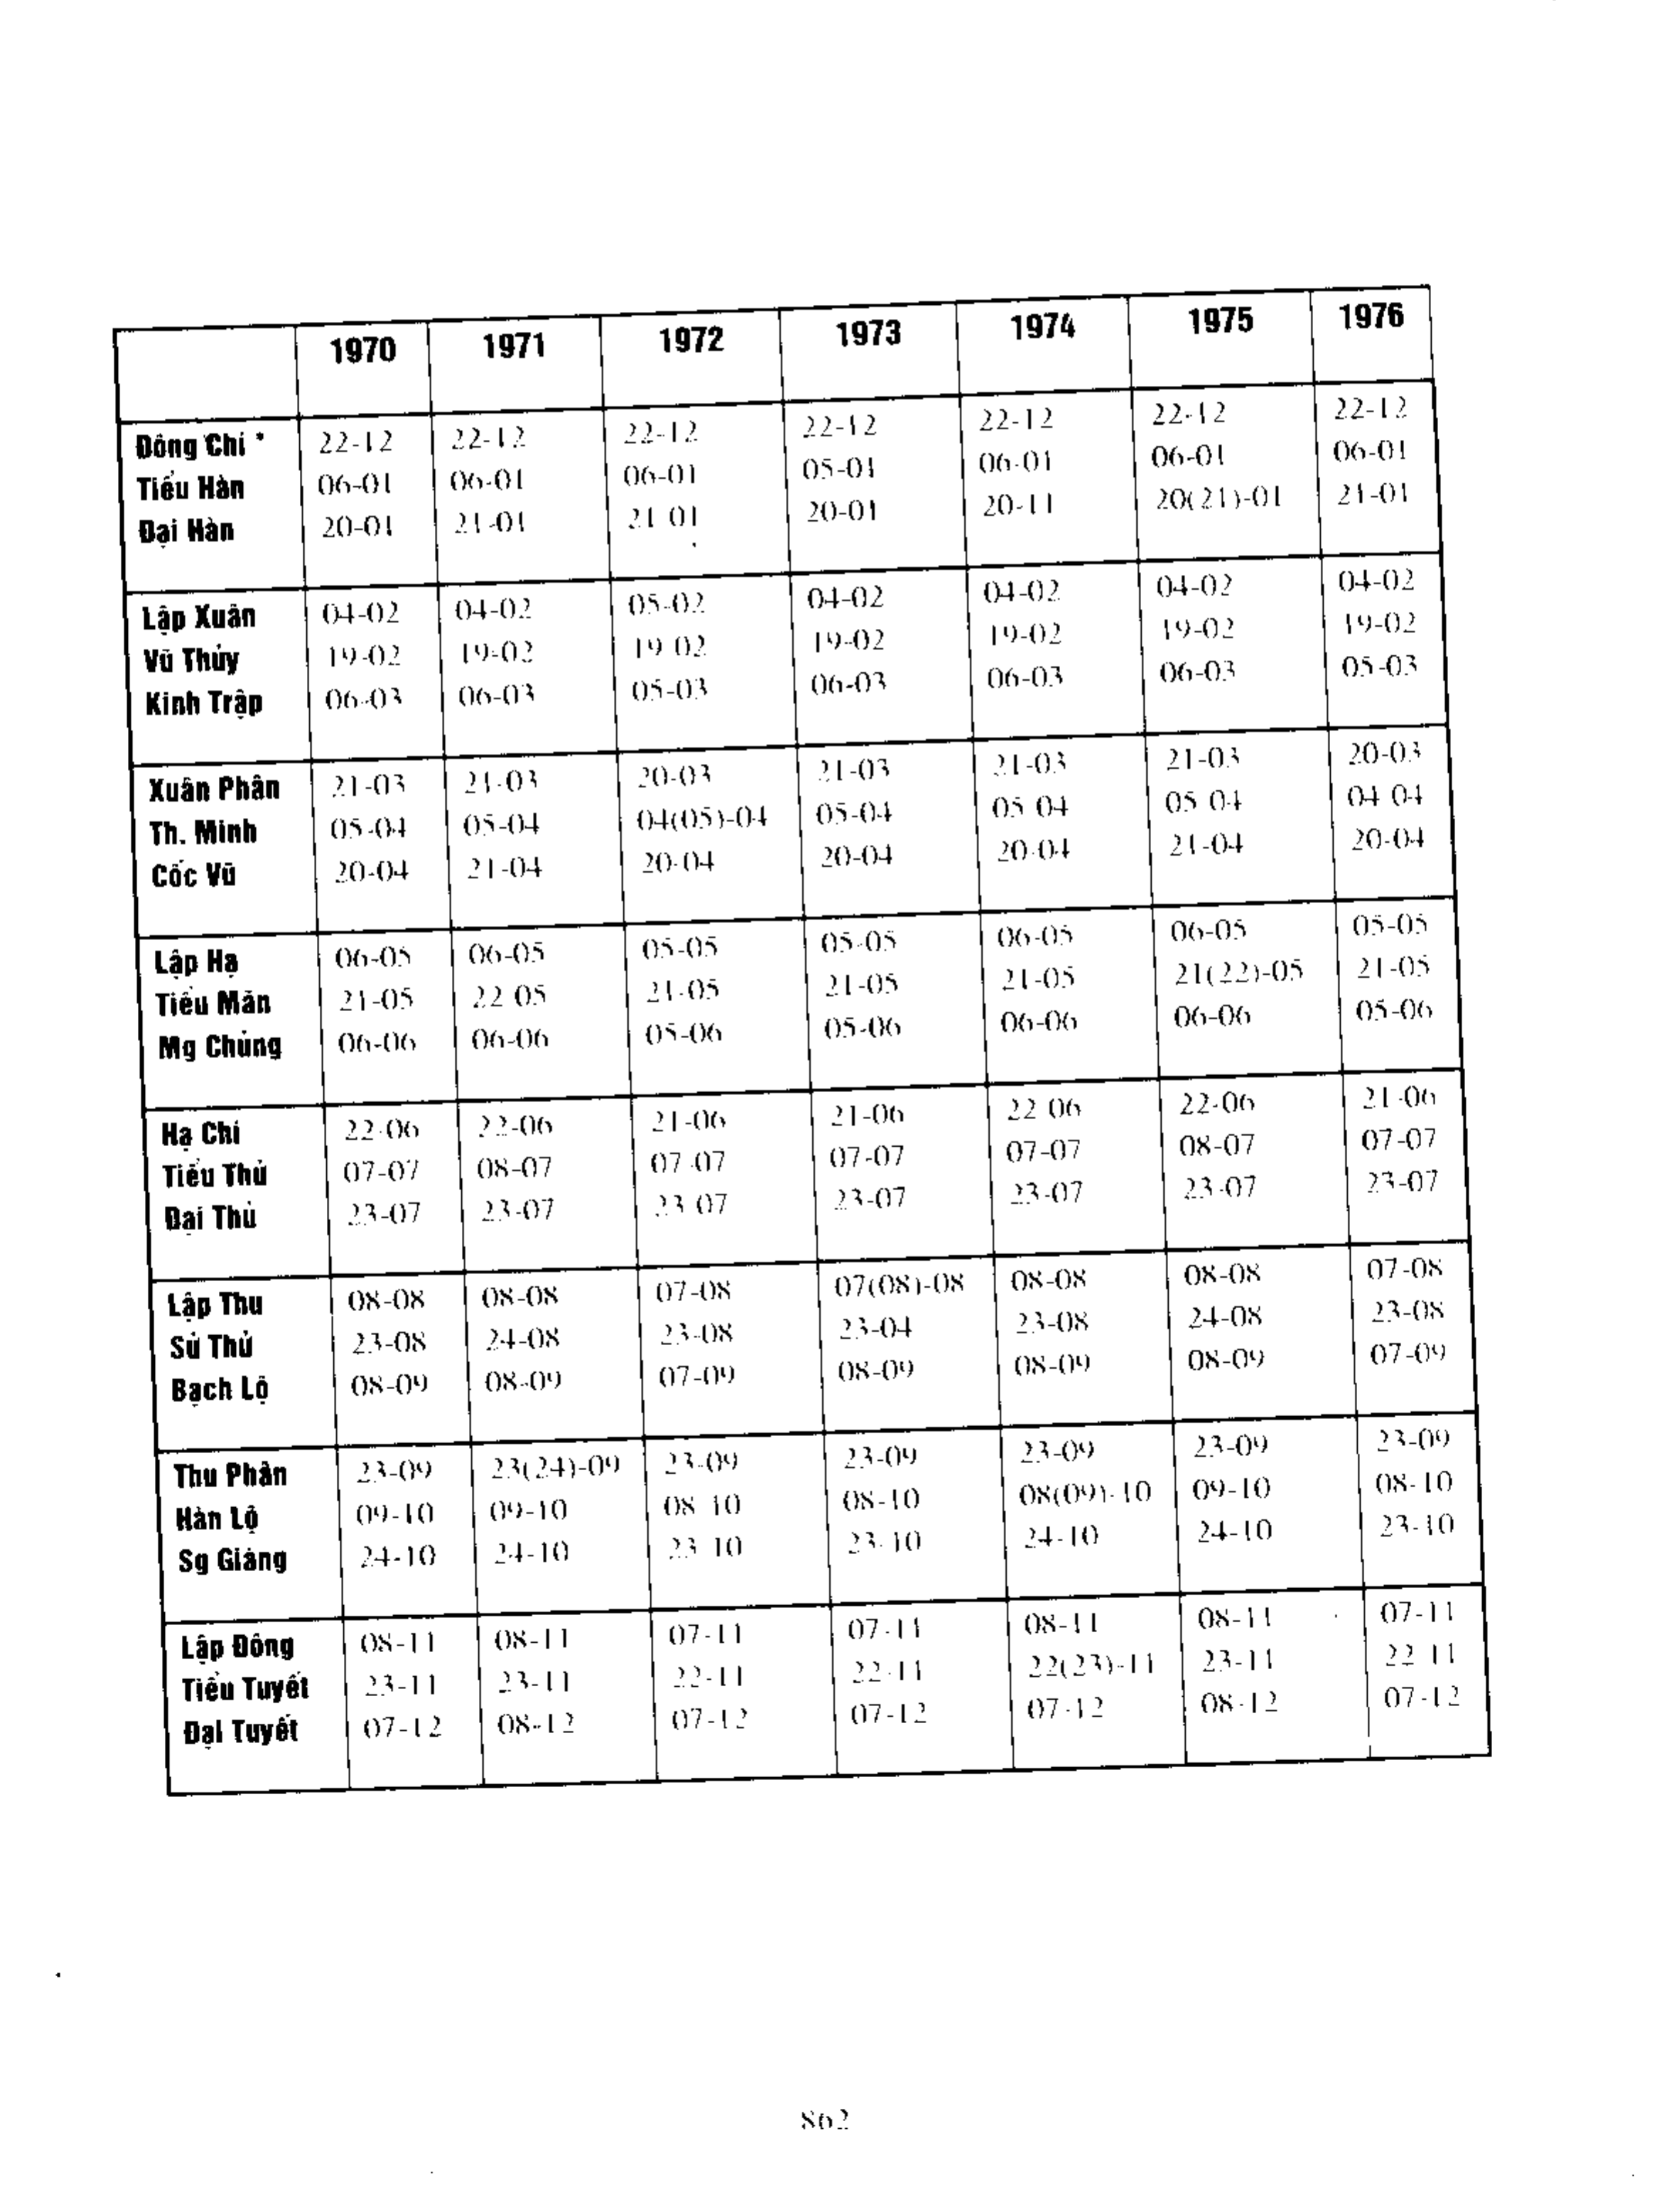 1970 1971 1972 1973 1974 1975 1976
Đông Chí * 22-12 22-12 22-12 22-12 22-12 22-12 22-12
Tiểu Hàn 06-01 06-01 06-01 05-01 06-01 06-01 06-01
Đại Hàn 20-01 21-01 21 01 20-01 20-11 20(21)-01 21-01
Lập Xuân 04-02 04-02 05-02 04-02 04-02 04-02 04-02
Vũ Thủy 19-02 19-02 19 02 19-02 19-02 19-02 19-02
Kinh Trập 06-03 06-03 05-03 06-03 06-03 06-03 05-03
Xuân Phân 21-03 21-03 20-03 21-03 21-03 21-03 20-03
Th. Minh 05-04 05-04 04(05)-04 05-04 05 04 05 04 04 04
Cốc Vũ 20-04 21-04 20-04 20-04 20-04 21-04 20-04
Lập Hạ 06-05 06-05 05-05 05-05 06-05 06-05 05-05
Tiểu Mãn 21-05 22 05 21-05 21-05 21-05 21(22)-05 21-05
Mg Chủng 06-06 06-06 05-06 05-06 06-06 06-06 05-06
Hạ Chí 22-06 22-06 21-06 21-06 22 06 22-06 21-06
Tiểu Thử 07-07 08-07 07-07 07-07 07-07 08-07 07-07
Đại Thử 23-07 23-07 23 07 23-07 23-07 23-07 23-07
Lập Thu 08-08 08-08 07-08 07(08)-08 08-08 08-08 07-08
Sử Thử 23-08 24-08 23-08 23-04 23-08 24-08 23-08
Bạch Lộ 08-09 08-09 07-09 08-09 08-09 08-09 07-09
Thu Phân 23-09 23(24)-09 23-09 23-09 23-09 23-09 23-09
Hàn Lộ 09-10 09-10 08 10 08-10 08(09)-10 09-10 08-10
Sg Giáng 24-10 24-10 23 10 23-10 24-10 24-10 23-10
Lập Đông 08-11 08-11 07-11 07-11 08-11 08-11 07-11
Tiểu Tuyết 23-11 23-11 22-11 22-11 22(23)-11 23-11 22 11
Đại Tuyết 07-12 08-12 07-12 07-12 07-12 08-12 07-12
862